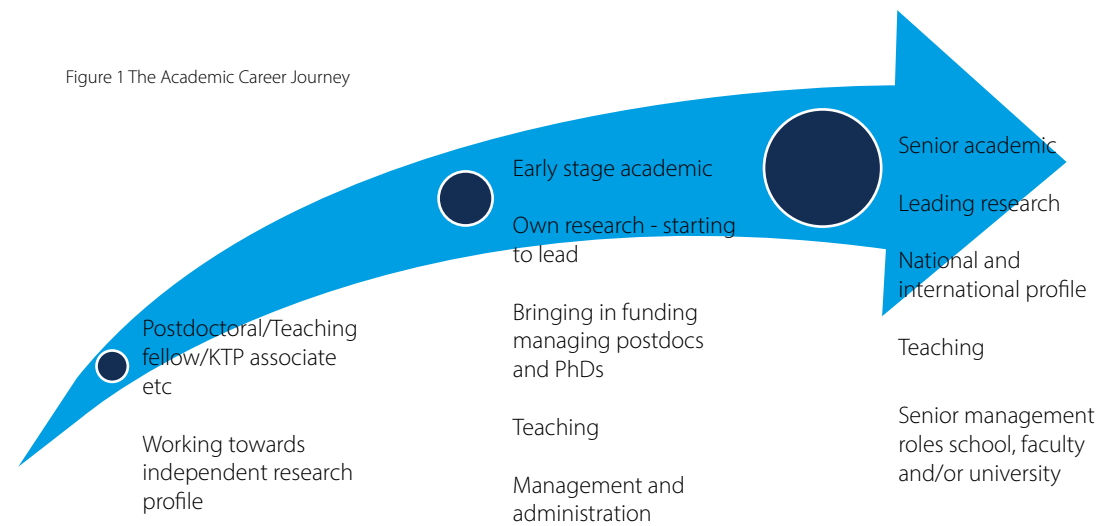 Figure 1 The Academic Career Journey
Postdoctoral/Teaching
fellow/KTP associate
etc
Working towards
independent research
profile
Early stage academic
Own research - starting
to lead
Bringing in funding
managing postdocs
and PhDs
Teaching
Management and
administration
Senior academic
Leading research
National and
international profile
Teaching
Senior management
roles school, faculty
and/or university